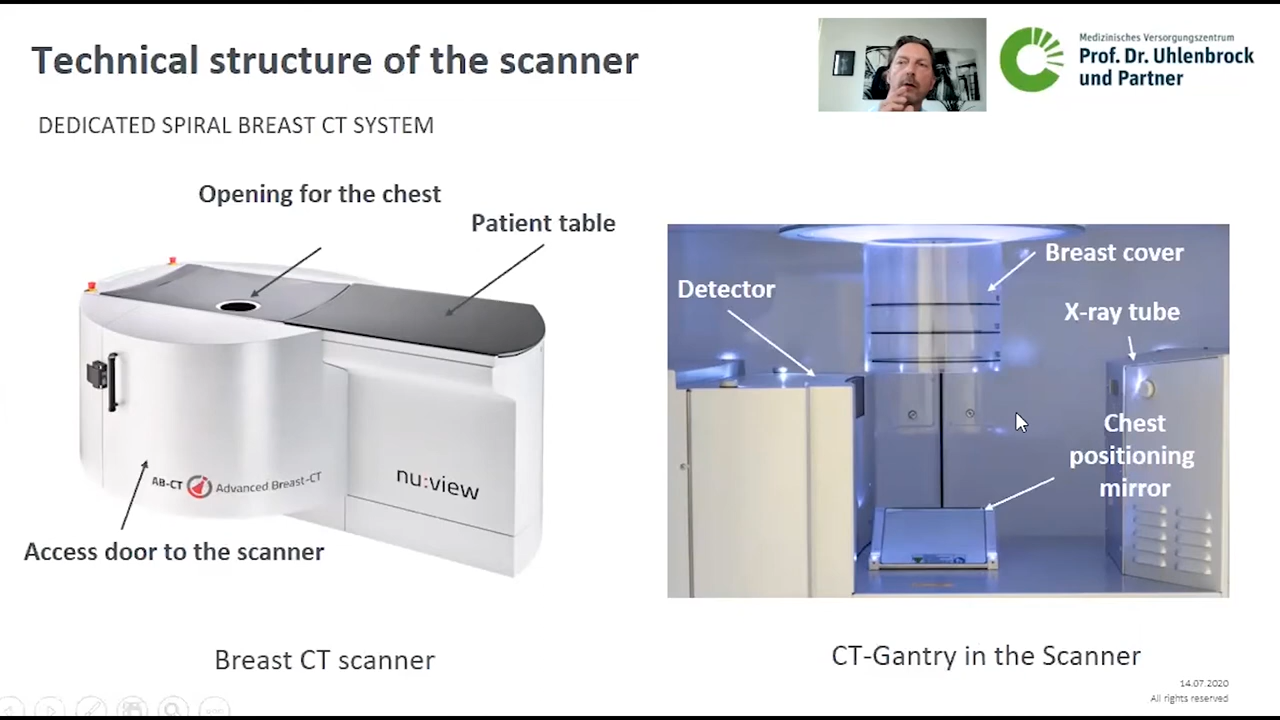 Technical structure of the scanner
Medizinisches Versorgungszentrum
Prof. Dr. Uhlenbrock
und Partner
DEDICATED SPIRAL BREAST CT SYSTEM
Opening for the chest
Patient table
AB-CT
Advanced Breast-CT
nu:view
Access door to the scanner
Breast CT scanner
Breast cover
Detector
X-ray tube
Chest
positioning
mirror
CT-Gantry in the Scanner
14.07.2020
All rights reserved